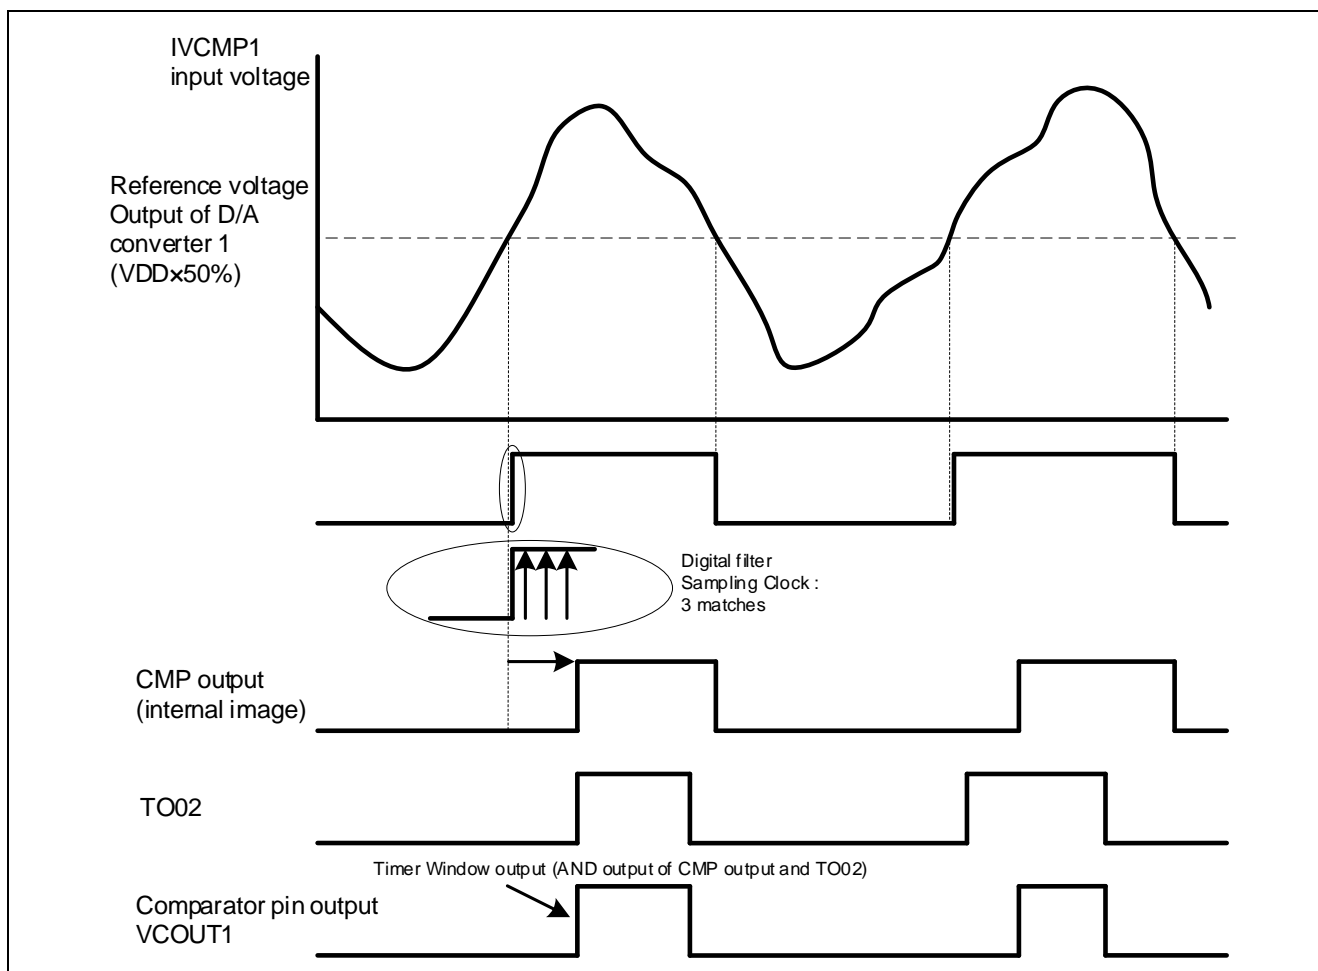 IVCMP1
input voltage
Reference voltage
Output of D/A
converter 1
(VDD×50%)
Digital filter
Sampling Clock :
3 matches
CMP output
(internal image)
TO02
Timer Window output (AND output of CMP output and TO02)
Comparator pin output
VCOUT1